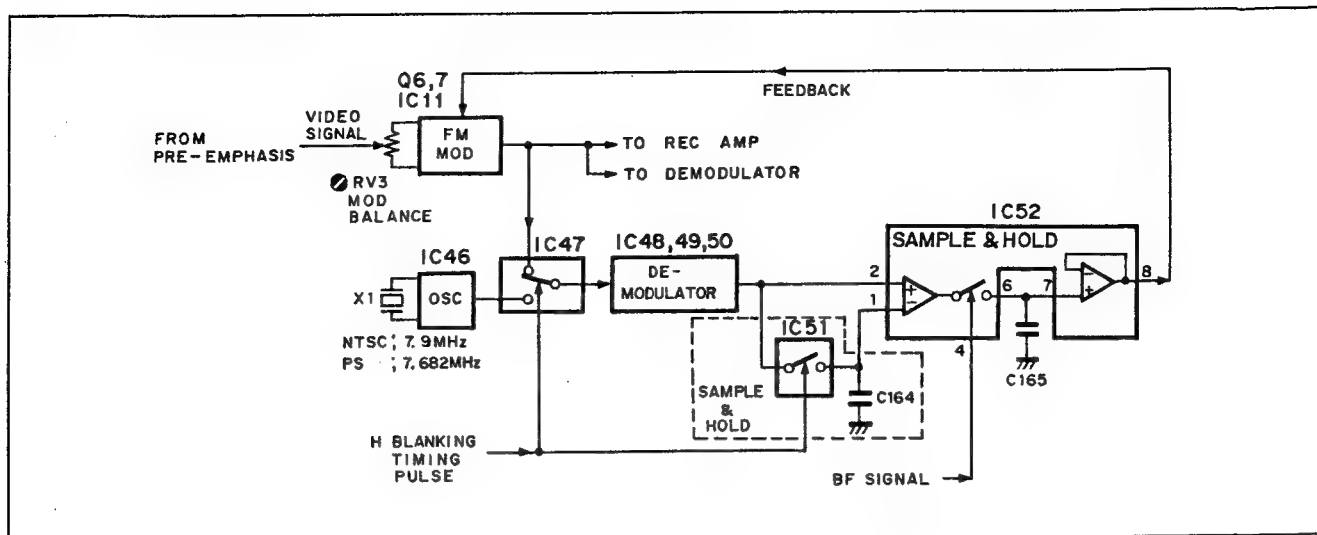 Q6,7
IC11
FEEDBACK
VIDEO
SIGNAL
FROM
PRE-EMPHASIS
FM
MOD
TO REC AMP
TO DEMODULATOR
RV3
MOD
BALANCE
IC46
X1
OSC
NTSC ; 7.9MHz
PS ; 7.682MHz
IC47
IC48,49,50
DE-
MODULATOR
IC51
SAMPLE
&
HOLD
C164
IC52
SAMPLE & HOLD
2
+
1
-
4
6
7
-
+
8
C165
H BLANKING
TIMING
PULSE
BF SIGNAL